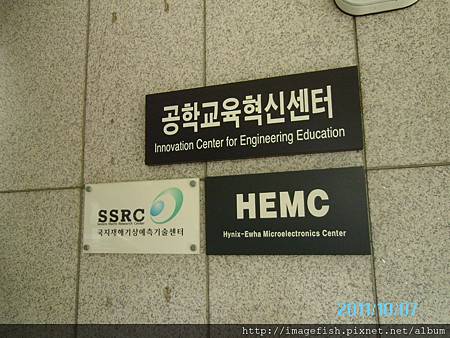 공학교육혁신센터
Innovation Center for Engineering Education
SSRC
국지재해기상예측기술센터
HEMC
Hynix-Ewha Microelectronics Center
2011/10/07
http://imagefish.pixnet.net/album